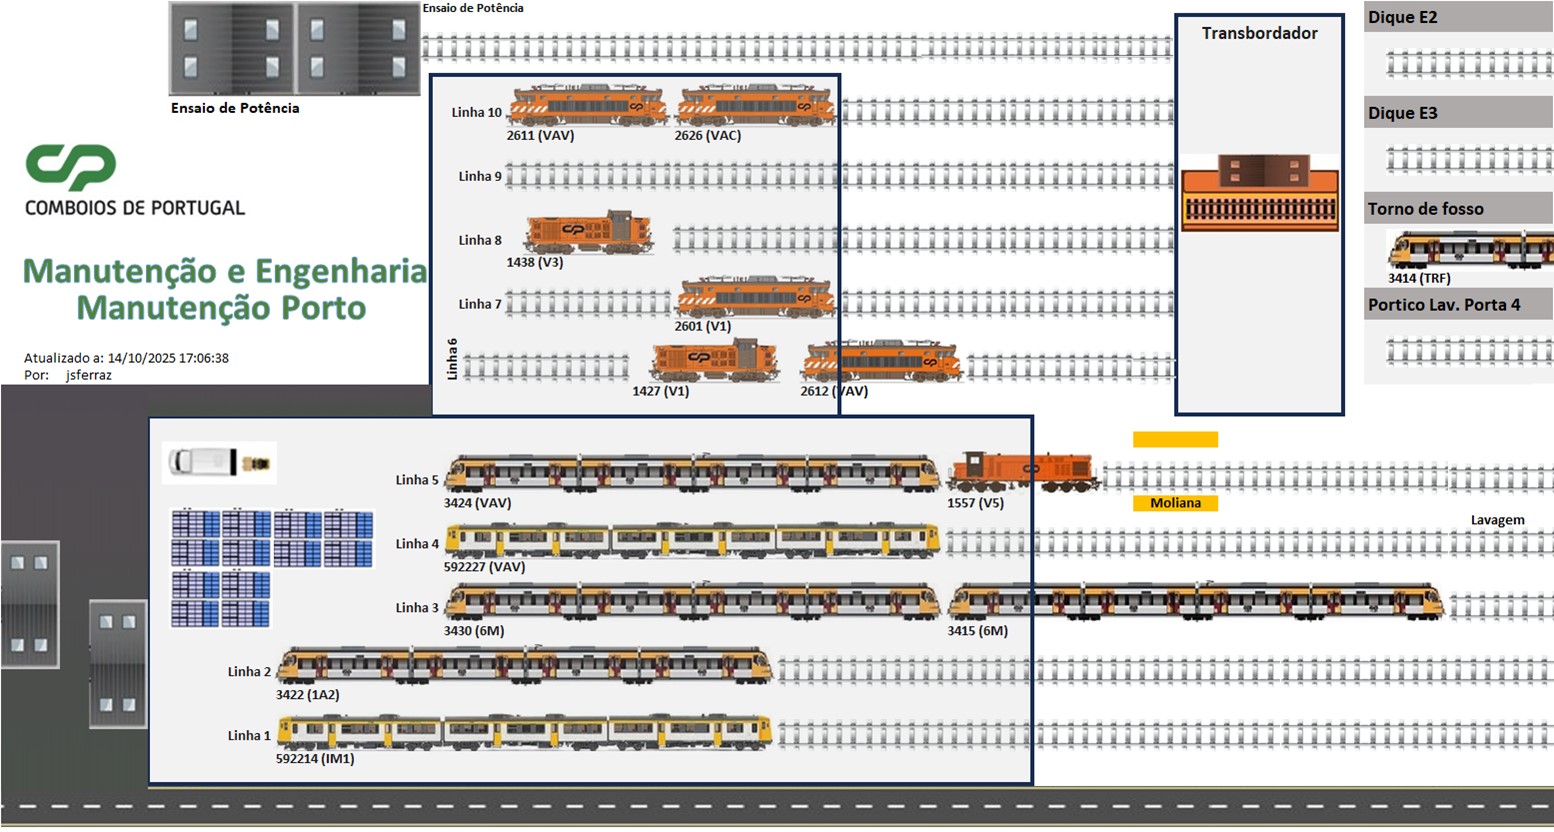 Ensaio de Potência
Ensaio de Potência
CP
COMBOIOS DE PORTUGAL
Manutenção e Engenharia
Manutenção Porto
Atualizado a: 14/10/2025 17:06:38
Por: jsferraz
Linha 10
2611 (VAV)
2626 (VAC)
Linha 9
Linha 8
1438 (V3)
Linha 7
2601 (V1)
Linha 6
1427 (V1)
2612 (VAV)
Transbordador
Dique E2
Dique E3
Torno de fosso
3414 (TRF)
Portico Lav. Porta 4
Linha 5
3424 (VAV)
1557 (V5)
Moliana
Lavagem
Linha 4
592227 (VAV)
Linha 3
3430 (6M)
3415 (6M)
Linha 2
3422 (1A2)
Linha 1
592214 (IM1)